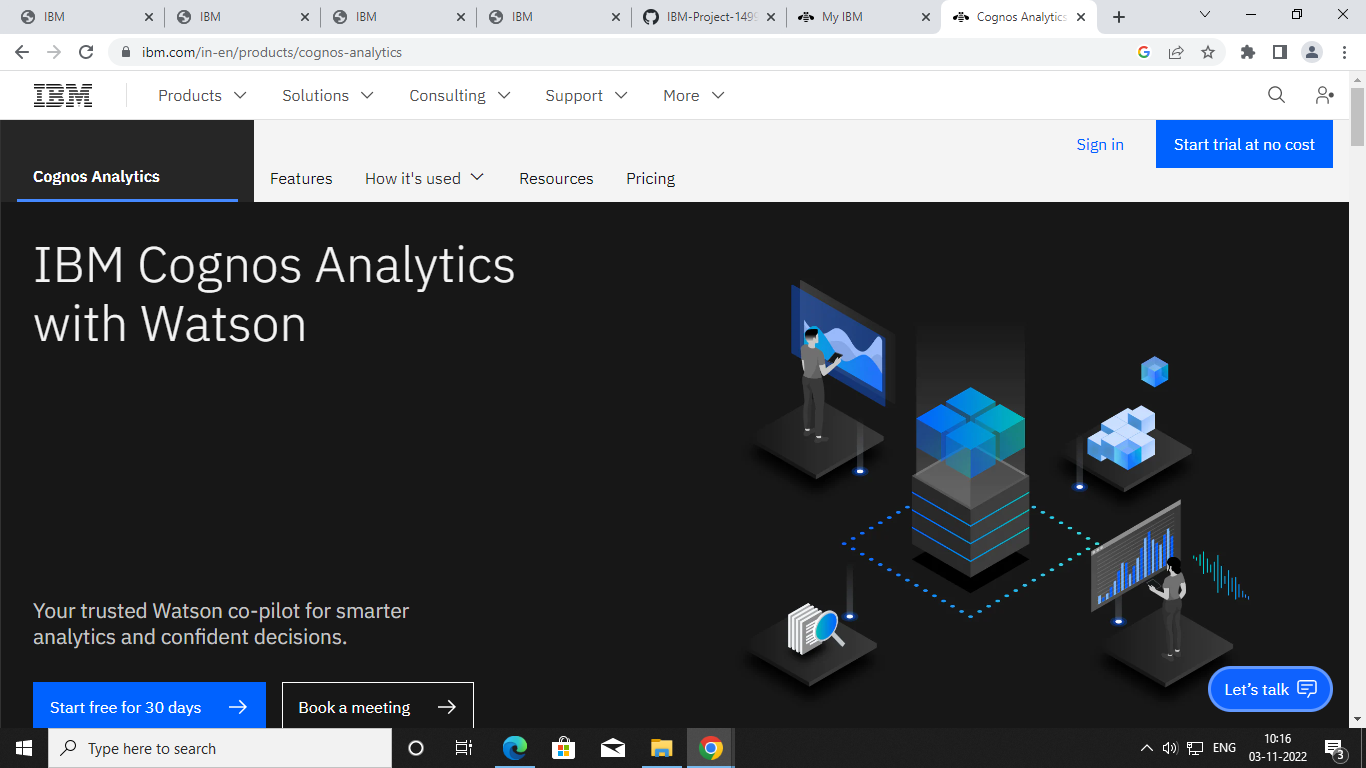 IBM
IBM
IBM
IBM
IBM-Project-1499
My IBM
Cognos Analytics
ibm.com/in-en/products/cognos-analytics
IBM
Products
Solutions
Consulting
Support
More
Sign in
Start trial at no cost
Cognos Analytics
Features
How it's used
Resources
Pricing
IBM Cognos Analytics
with Watson
Your trusted Watson co-pilot for smarter
analytics and confident decisions.
Start free for 30 days
Book a meeting
Let's talk
Type here to search
ENG
10:16
03-11-2022
3